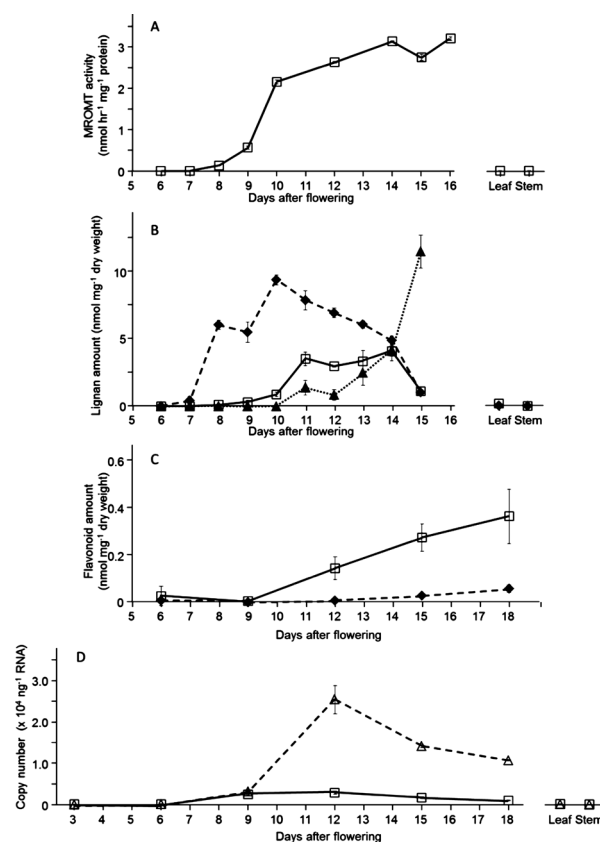 A
MROMT activity
(nmol hr⁻¹ mg⁻¹ protein)
3
2
1
0
5 6 7 8 9 10 11 12 13 14 15 16
Leaf Stem
Days after flowering
B
Lignan amount (nmol mg⁻¹ dry weight)
10
5
0
5 6 7 8 9 10 11 12 13 14 15
Leaf Stem
Days after flowering
C
Flavonoid amount
(nmol mg⁻¹ dry weight)
0.6
0.4
0.2
0
5 6 7 8 9 10 11 12 13 14 15 16 17 18
Days after flowering
D
Copy number (x 10⁴ ng⁻¹ RNA)
3.0
2.0
1.0
0
3 4 5 6 7 8 9 10 11 12 13 14 15 16 17 18
Leaf Stem
Days after flowering